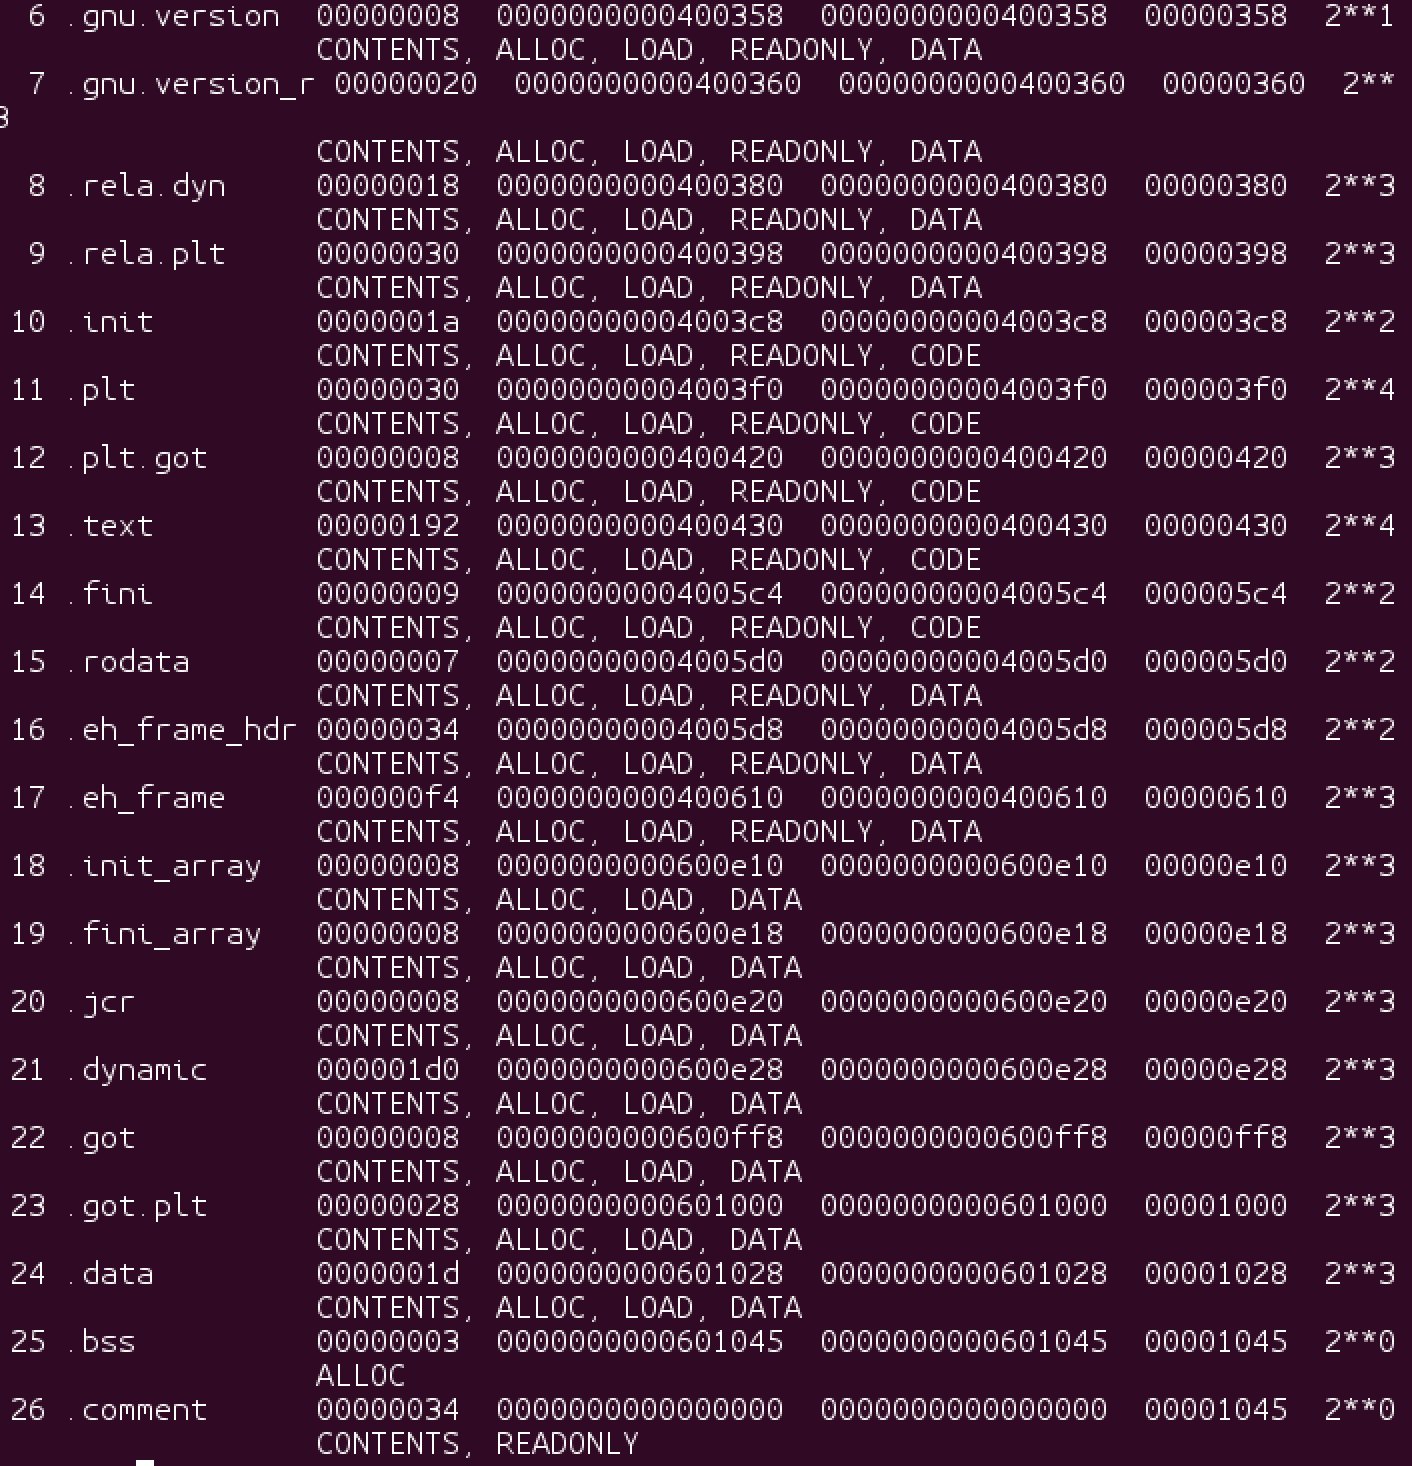 6 .gnu.version  00000008  0000000000400358  0000000000400358  00000358  2**1
CONTENTS, ALLOC, LOAD, READONLY, DATA
7 .gnu.version_r 00000020  0000000000400360  0000000000400360  00000360  2**
3
CONTENTS, ALLOC, LOAD, READONLY, DATA
8 .rela.dyn     00000018  0000000000400380  0000000000400380  00000380  2**3
CONTENTS, ALLOC, LOAD, READONLY, DATA
9 .rela.plt     00000030  0000000000400398  0000000000400398  00000398  2**3
CONTENTS, ALLOC, LOAD, READONLY, DATA
10 .init         0000001a  00000000004003c8  00000000004003c8  000003c8  2**2
CONTENTS, ALLOC, LOAD, READONLY, CODE
11 .plt          00000030  00000000004003f0  00000000004003f0  000003f0  2**4
CONTENTS, ALLOC, LOAD, READONLY, CODE
12 .plt.got      00000008  0000000000400420  0000000000400420  00000420  2**3
CONTENTS, ALLOC, LOAD, READONLY, CODE
13 .text         00000192  0000000000400430  0000000000400430  00000430  2**4
CONTENTS, ALLOC, LOAD, READONLY, CODE
14 .fini         00000009  00000000004005c4  00000000004005c4  000005c4  2**2
CONTENTS, ALLOC, LOAD, READONLY, CODE
15 .rodata       00000007  00000000004005d0  00000000004005d0  000005d0  2**2
CONTENTS, ALLOC, LOAD, READONLY, DATA
16 .eh_frame_hdr 00000034  00000000004005d8  00000000004005d8  000005d8  2**2
CONTENTS, ALLOC, LOAD, READONLY, DATA
17 .eh_frame     000000f4  0000000000400610  0000000000400610  00000610  2**3
CONTENTS, ALLOC, LOAD, READONLY, DATA
18 .init_array   00000008  0000000000600e10  0000000000600e10  00000e10  2**3
CONTENTS, ALLOC, LOAD, DATA
19 .fini_array   00000008  0000000000600e18  0000000000600e18  00000e18  2**3
CONTENTS, ALLOC, LOAD, DATA
20 .jcr          00000008  0000000000600e20  0000000000600e20  00000e20  2**3
CONTENTS, ALLOC, LOAD, DATA
21 .dynamic      000001d0  0000000000600e28  0000000000600e28  00000e28  2**3
CONTENTS, ALLOC, LOAD, DATA
22 .got          00000008  0000000000600ff8  0000000000600ff8  00000ff8  2**3
CONTENTS, ALLOC, LOAD, DATA
23 .got.plt      00000028  0000000000601000  0000000000601000  00001000  2**3
CONTENTS, ALLOC, LOAD, DATA
24 .data         0000001d  0000000000601028  0000000000601028  00001028  2**3
CONTENTS, ALLOC, LOAD, DATA
25 .bss          00000003  0000000000601045  0000000000601045  00001045  2**0
ALLOC
26 .comment      00000034  0000000000000000  0000000000000000  00001045  2**0
CONTENTS, READONLY